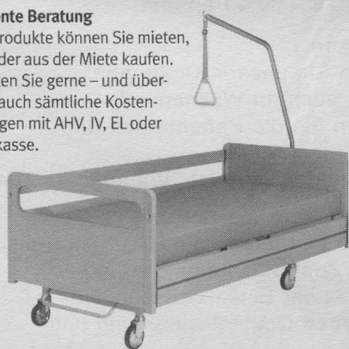 nte Beratung
rodukte können Sie mieten,
der aus der Miete kaufen.
en Sie gerne – und über-
auch sämtliche Kosten-
gen mit AHV, IV, EL oder
kasse.